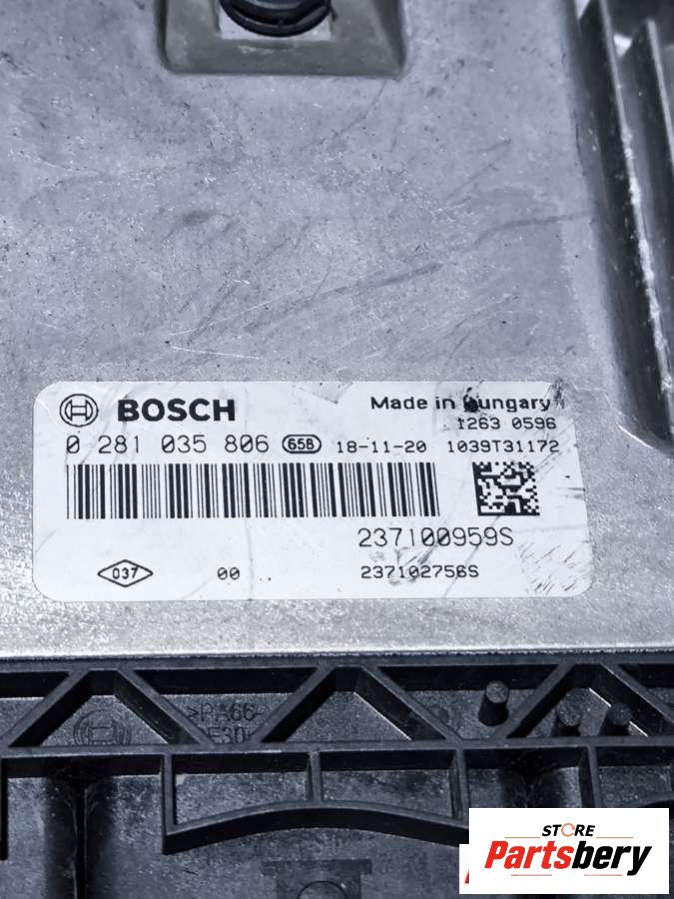 BOSCH Made in Hungary
1263 0596
0 281 035 806 658 18-11-20 1039T31172
237100959S
037 00 237102756S
>PA66-
STORE
Partsbery